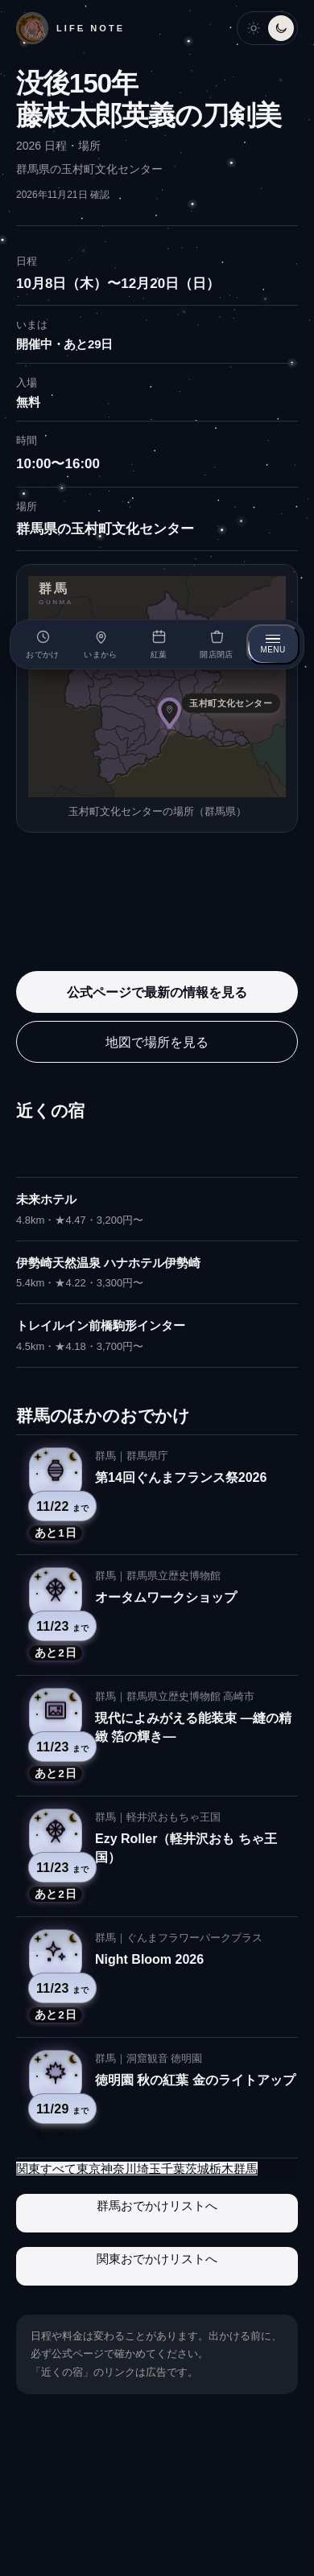 LIFE NOTE
没後150年
藤枝太郎英義の刀剣美
2026 日程・場所
群馬県の玉村町文化センター
2026年11月21日 確認
日程
10月8日（木）〜12月20日（日）
いまは
開催中・あと29日
入場
無料
時間
10:00〜16:00
場所
群馬県の玉村町文化センター
群馬
GUNMA
おでかけ
いまから
紅葉
開店閉店
MENU
玉村町文化センター
玉村町文化センターの場所（群馬県）
公式ページで最新の情報を見る
地図で場所を見る
近くの宿
未来ホテル
4.8km・★4.47・3,200円〜
伊勢崎天然温泉 ハナホテル伊勢崎
5.4km・★4.22・3,300円〜
トレイルイン前橋駒形インター
4.5km・★4.18・3,700円〜
群馬のほかのおでかけ
群馬｜群馬県庁
第14回ぐんまフランス祭2026
11/22 まで
あと1日
群馬｜群馬県立歴史博物館
オータムワークショップ
11/23 まで
あと2日
群馬｜群馬県立歴史博物館 高崎市
現代によみがえる能装束 ―縫の精
緻 箔の輝き―
11/23 まで
あと2日
群馬｜軽井沢おもちゃ王国
Ezy Roller（軽井沢おも ちゃ王
国）
11/23 まで
あと2日
群馬｜ぐんまフラワーパークプラス
Night Bloom 2026
11/23 まで
あと2日
群馬｜洞窟観音 徳明園
徳明園 秋の紅葉 金のライトアップ
11/29 まで
関東すべて東京神奈川埼玉千葉茨城栃木群馬
群馬おでかけリストへ
関東おでかけリストへ
日程や料金は変わることがあります。出かける前に、
必ず公式ページで確かめてください。
「近くの宿」のリンクは広告です。